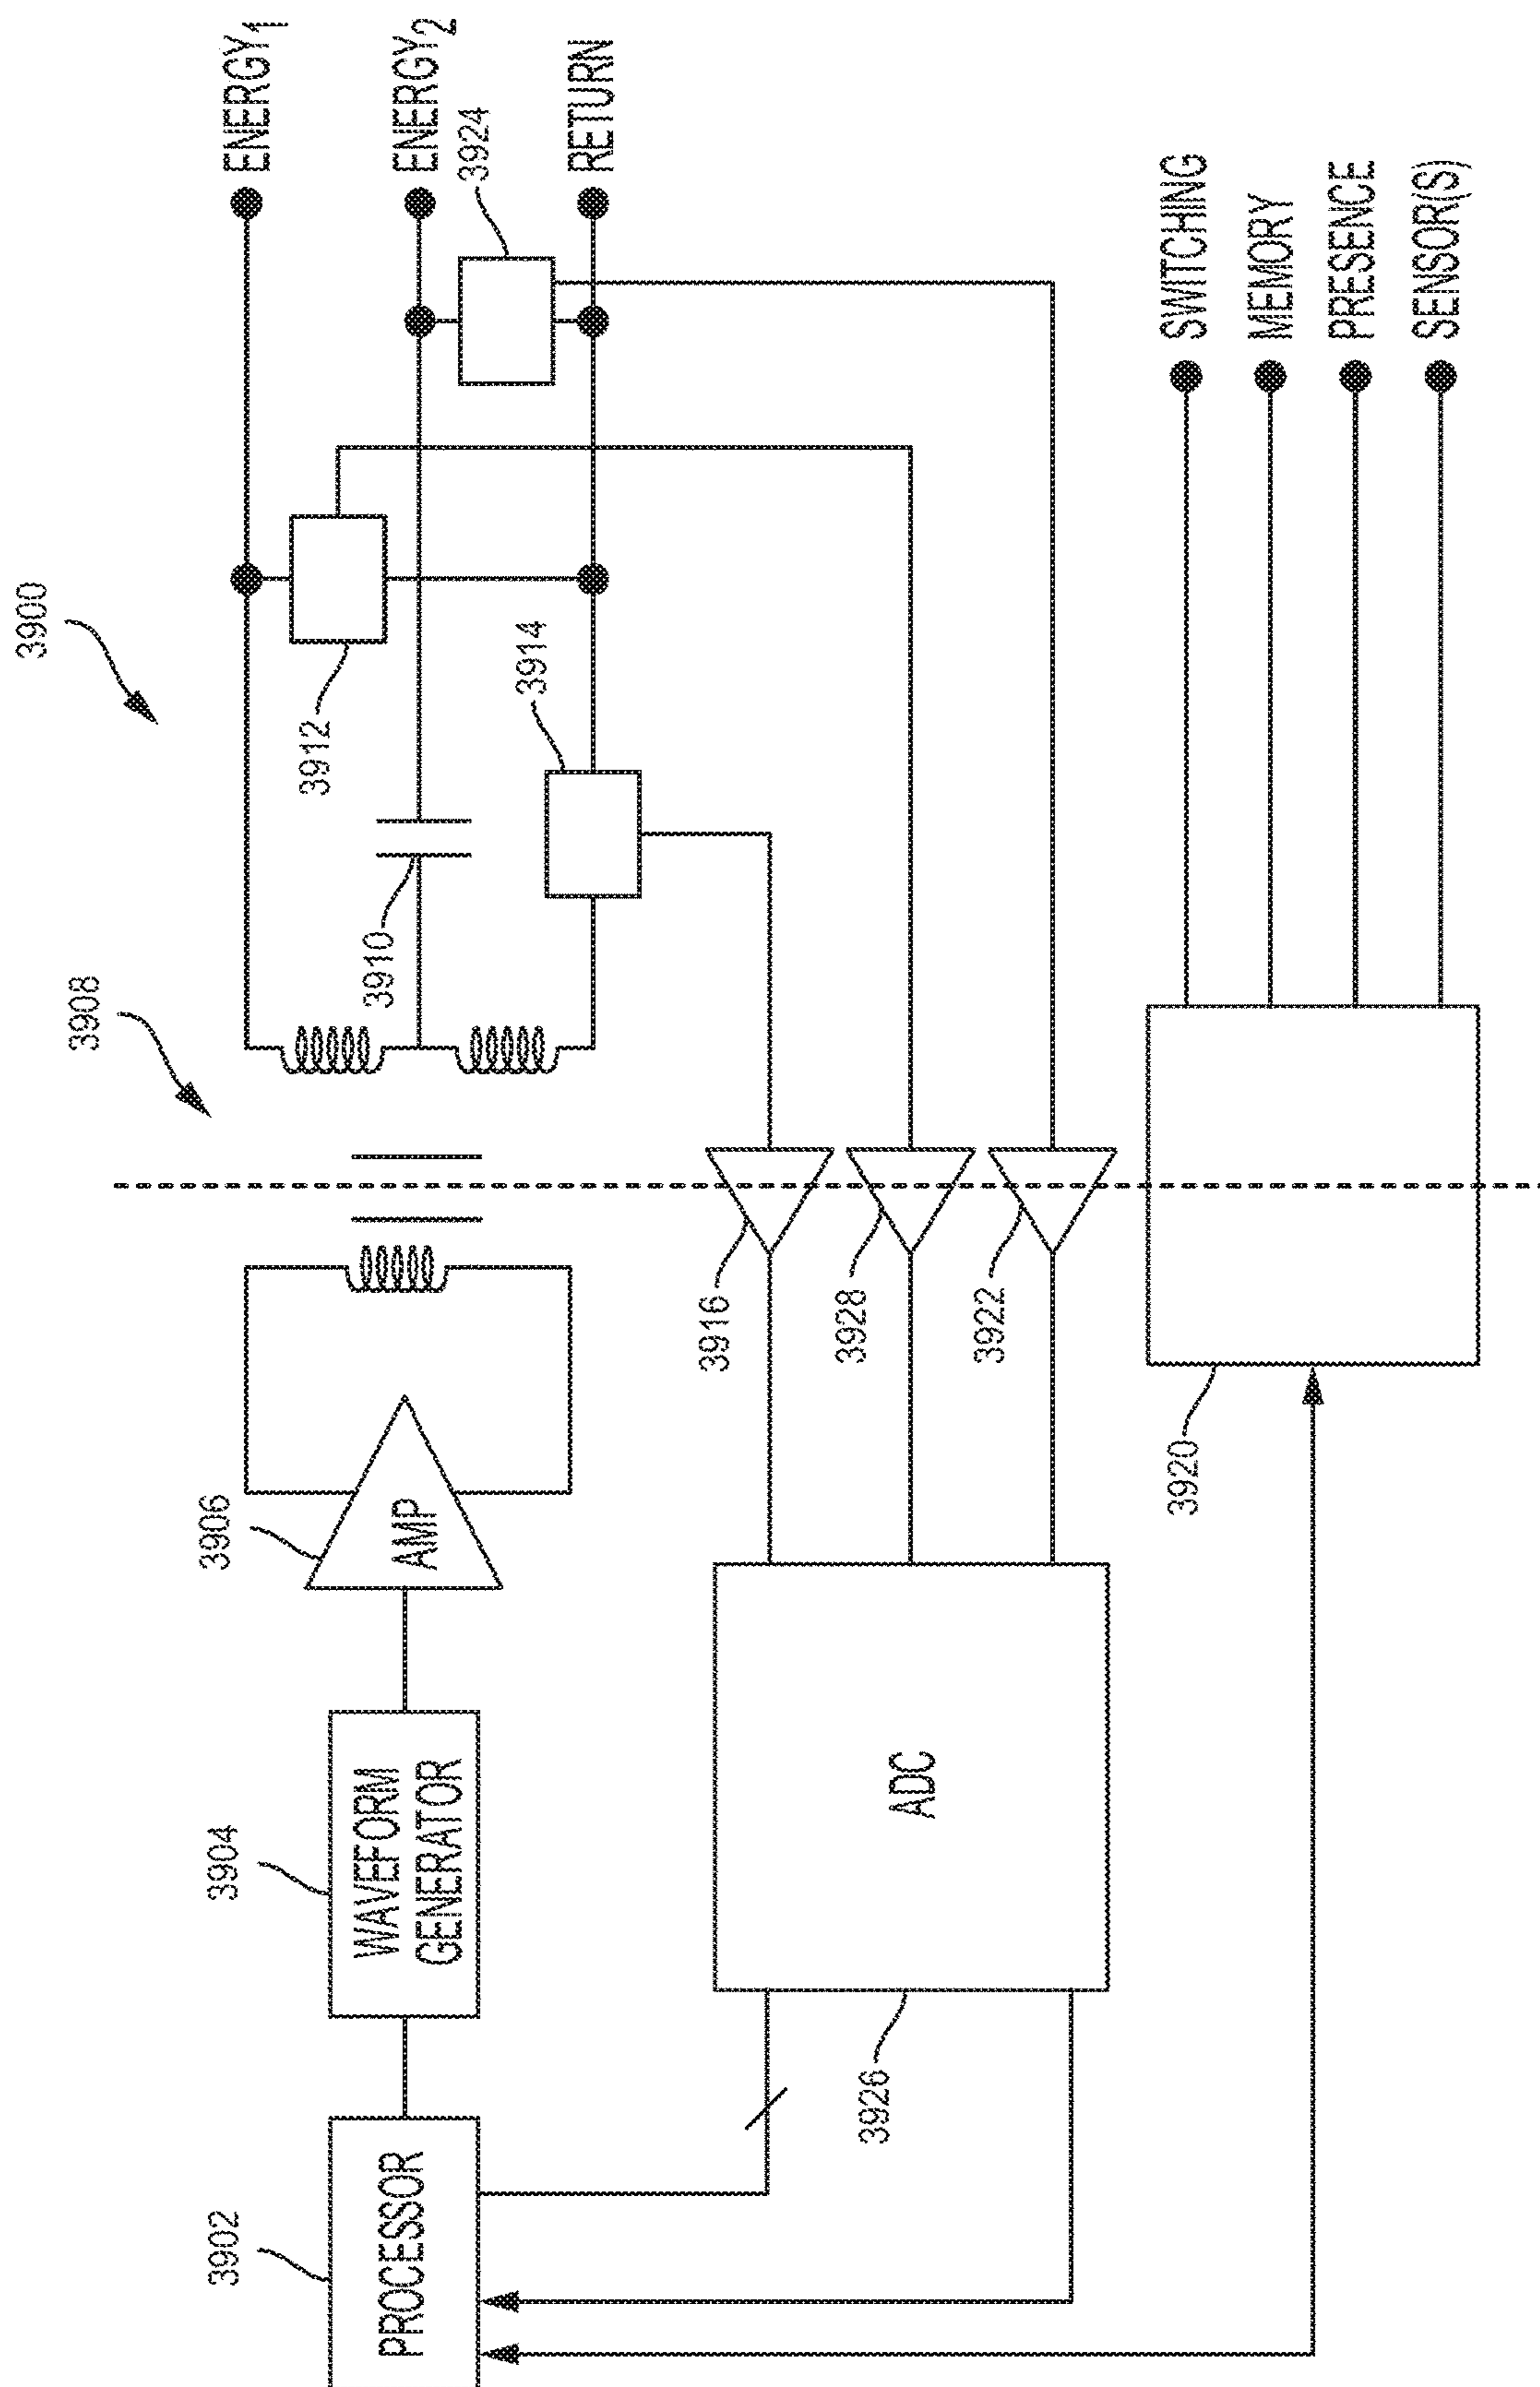 3900
3908
ENERGY1
ENERGY2
RETURN
3924
3912
3914
3910
3906
AMP
3904
WAVEFORM
GENERATOR
3902
PROCESSOR
3916
3928
3922
ADC
3926
3920
SWITCHING
MEMORY
PRESENCE
SENSOR(S)